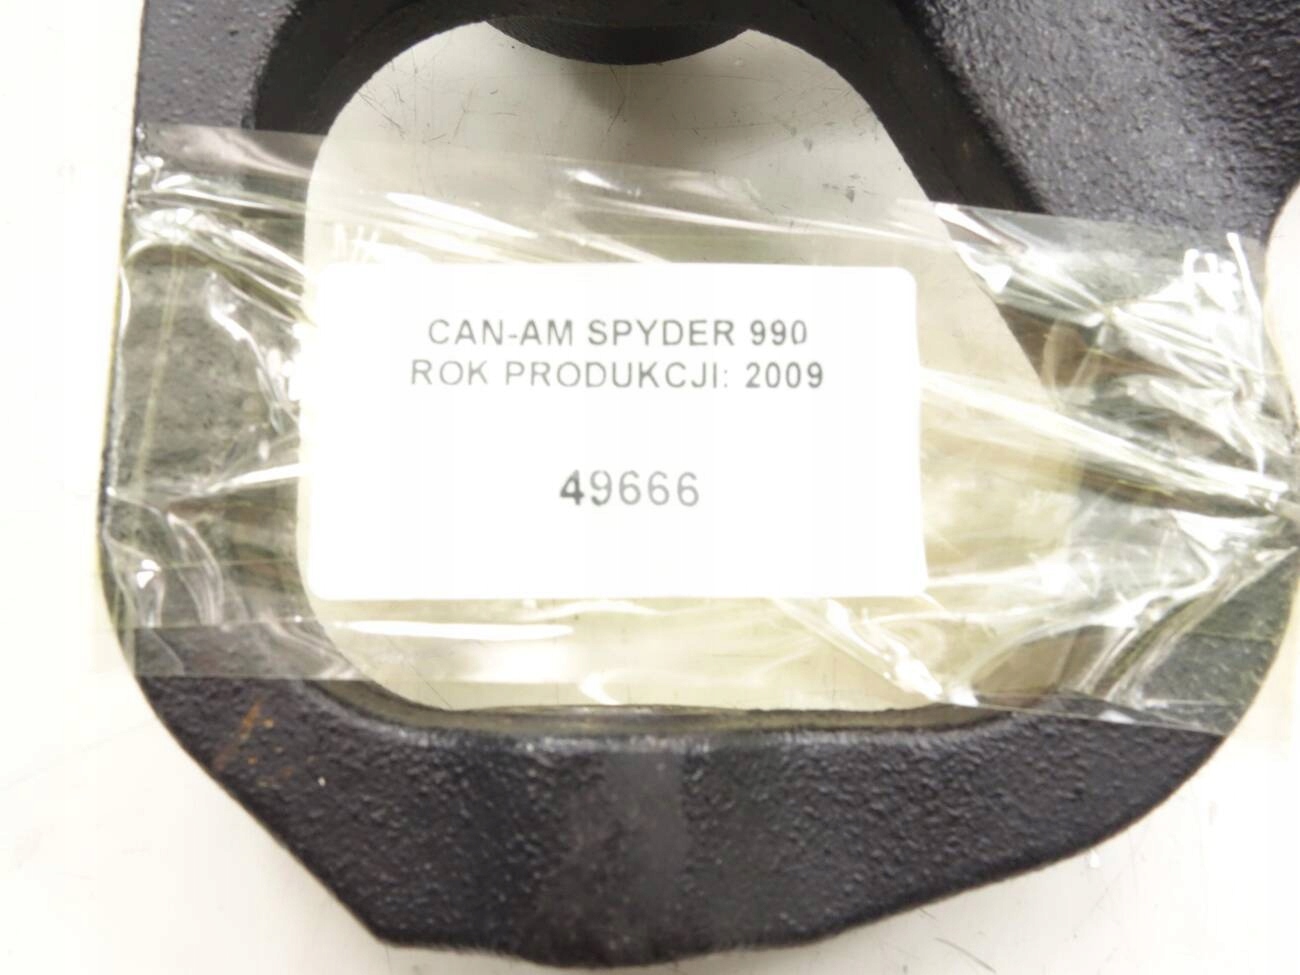 CAN-AM SPYDER 990
ROK PRODUKCJI: 2009
49666